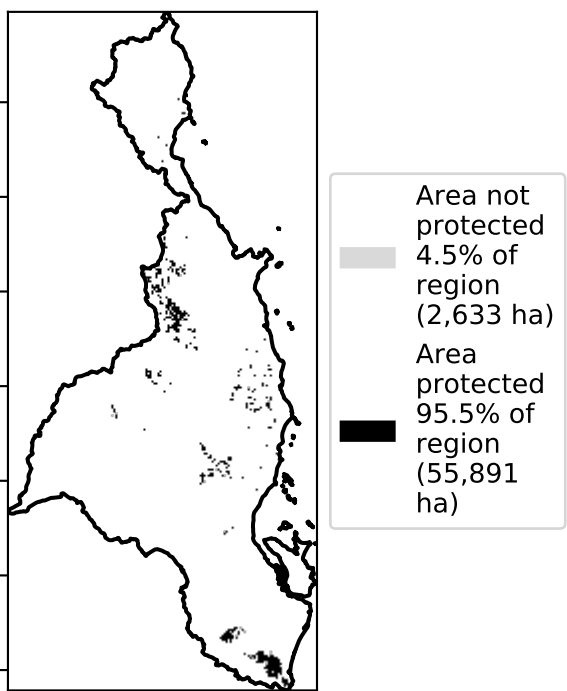 Area not
protected
4.5% of
region
(2,633 ha)
Area
protected
95.5% of
region
(55,891
ha)